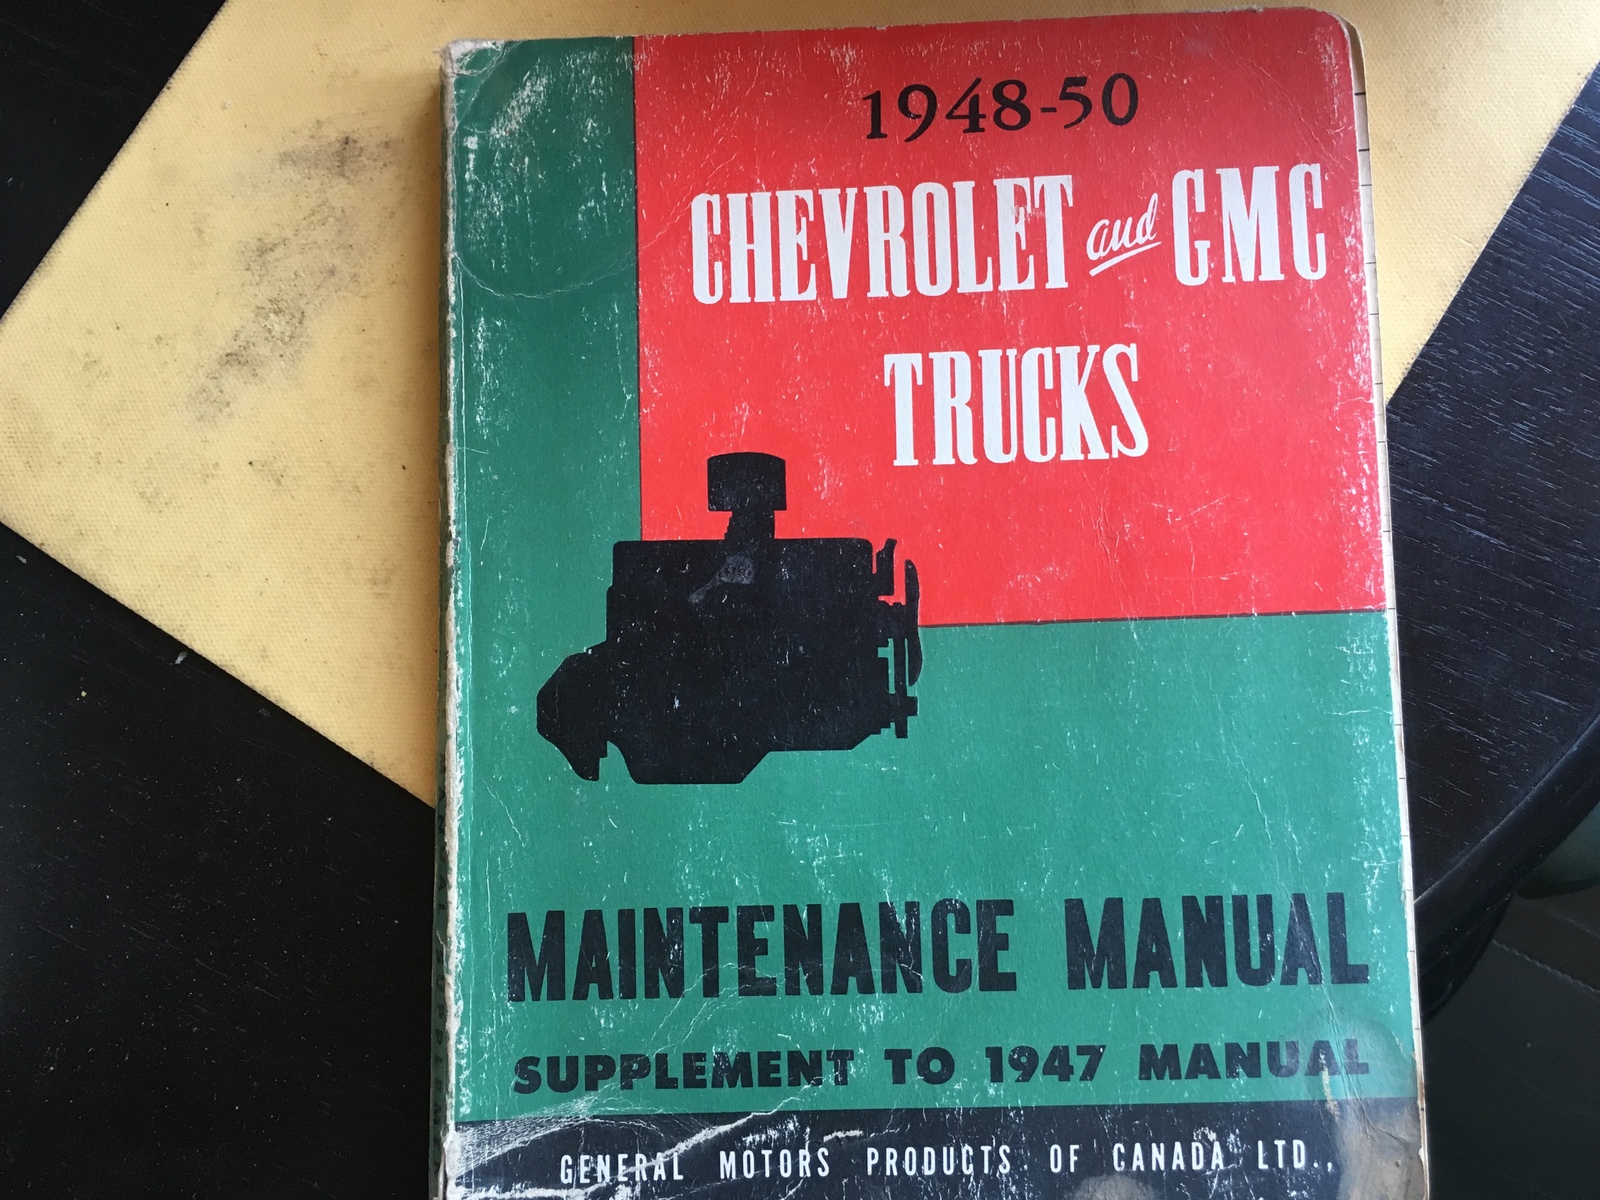 1948-50
CHEVROLET and GMC
TRUCKS
MAINTENANCE MANUAL
SUPPLEMENT TO 1947 MANUAL
GENERAL MOTORS PRODUCTS OF CANADA LTD.,